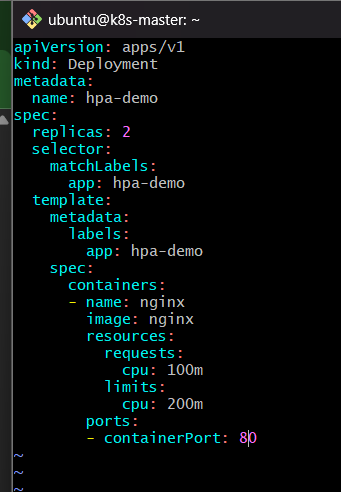 ubuntu@k8s-master: ~
apiVersion: apps/v1
kind: Deployment
metadata:
  name: hpa-demo
spec:
  replicas: 2
  selector:
    matchLabels:
      app: hpa-demo
  template:
    metadata:
      labels:
        app: hpa-demo
    spec:
      containers:
      - name: nginx
        image: nginx
        resources:
          requests:
            cpu: 100m
          limits:
            cpu: 200m
        ports:
        - containerPort: 80
~
~
~